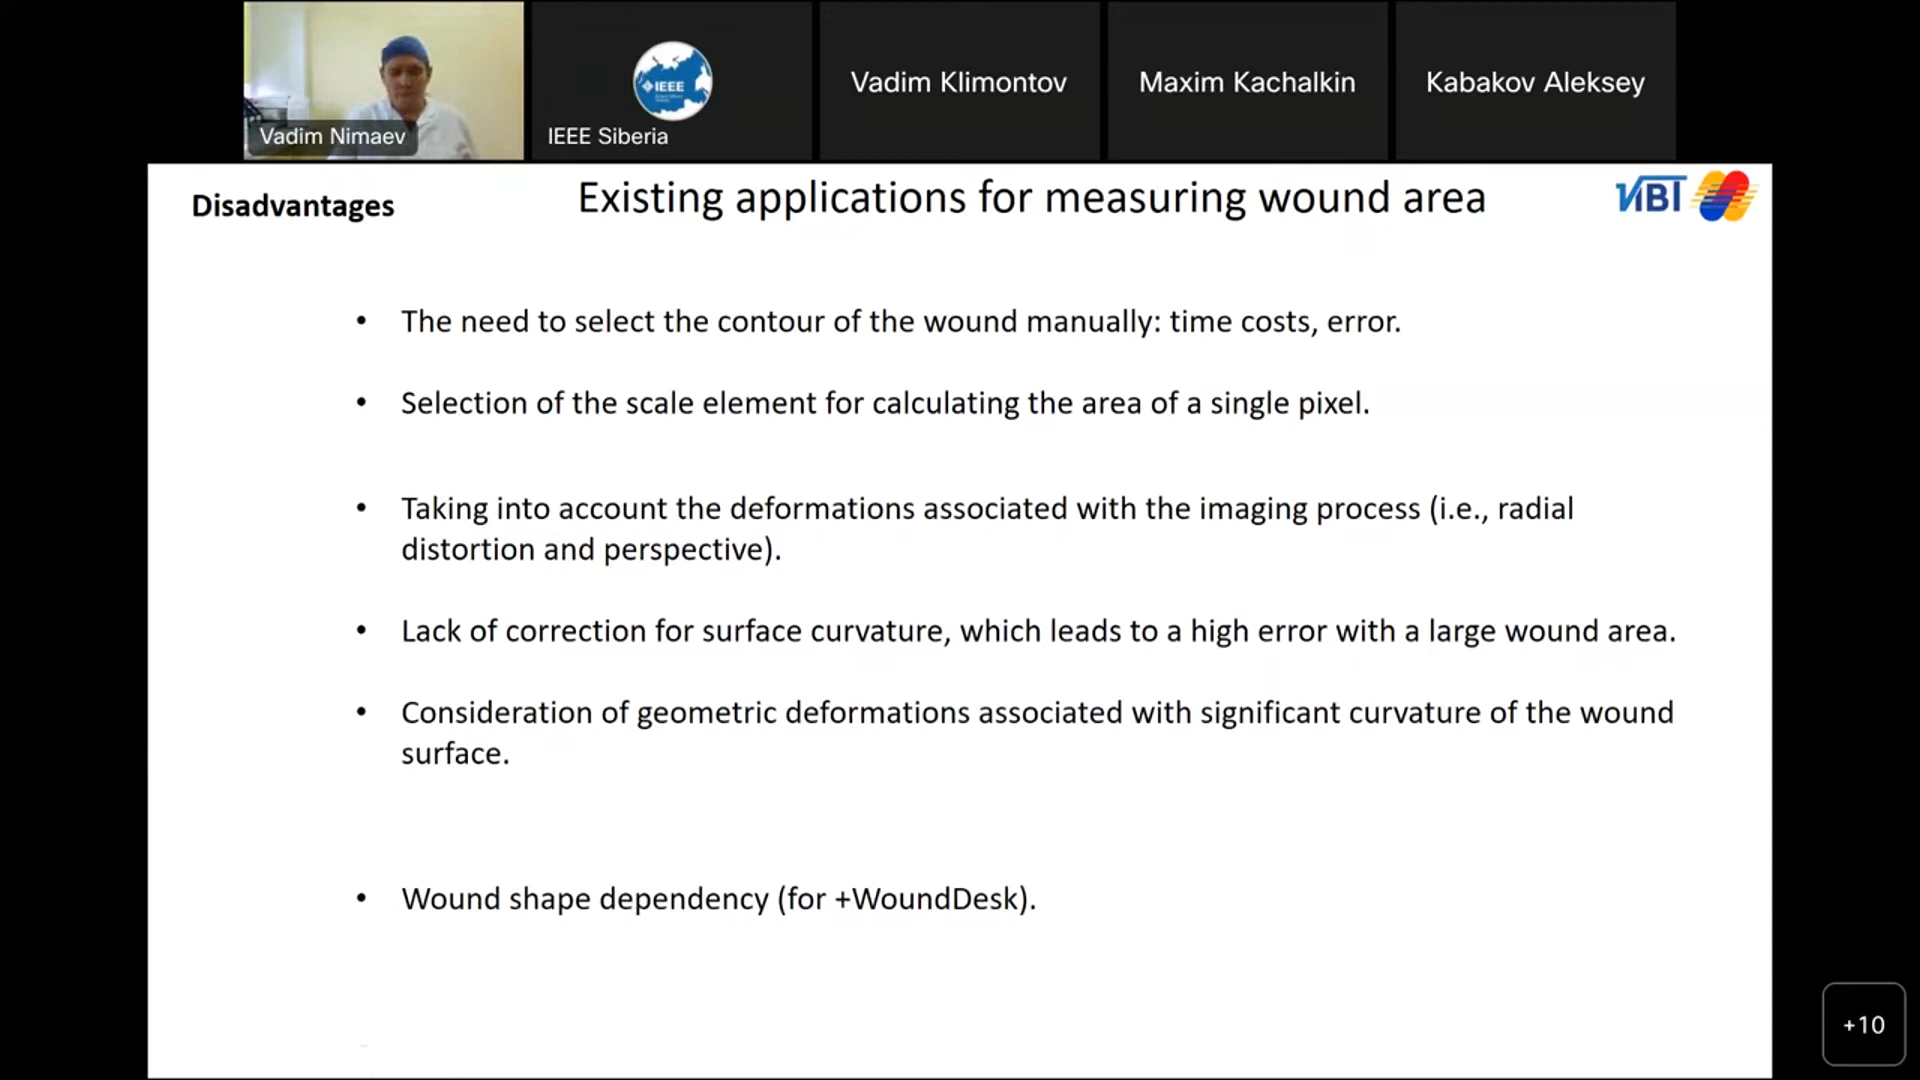 Vadim Nimaev
IEEE
IEEE Siberia
Vadim Klimontov
Maxim Kachalkin
Kabakov Aleksey
Disadvantages
Existing applications for measuring wound area
• The need to select the contour of the wound manually: time costs, error.
• Selection of the scale element for calculating the area of a single pixel.
• Taking into account the deformations associated with the imaging process (i.e., radial
distortion and perspective).
• Lack of correction for surface curvature, which leads to a high error with a large wound area.
• Consideration of geometric deformations associated with significant curvature of the wound
surface.
• Wound shape dependency (for +WoundDesk).
+10